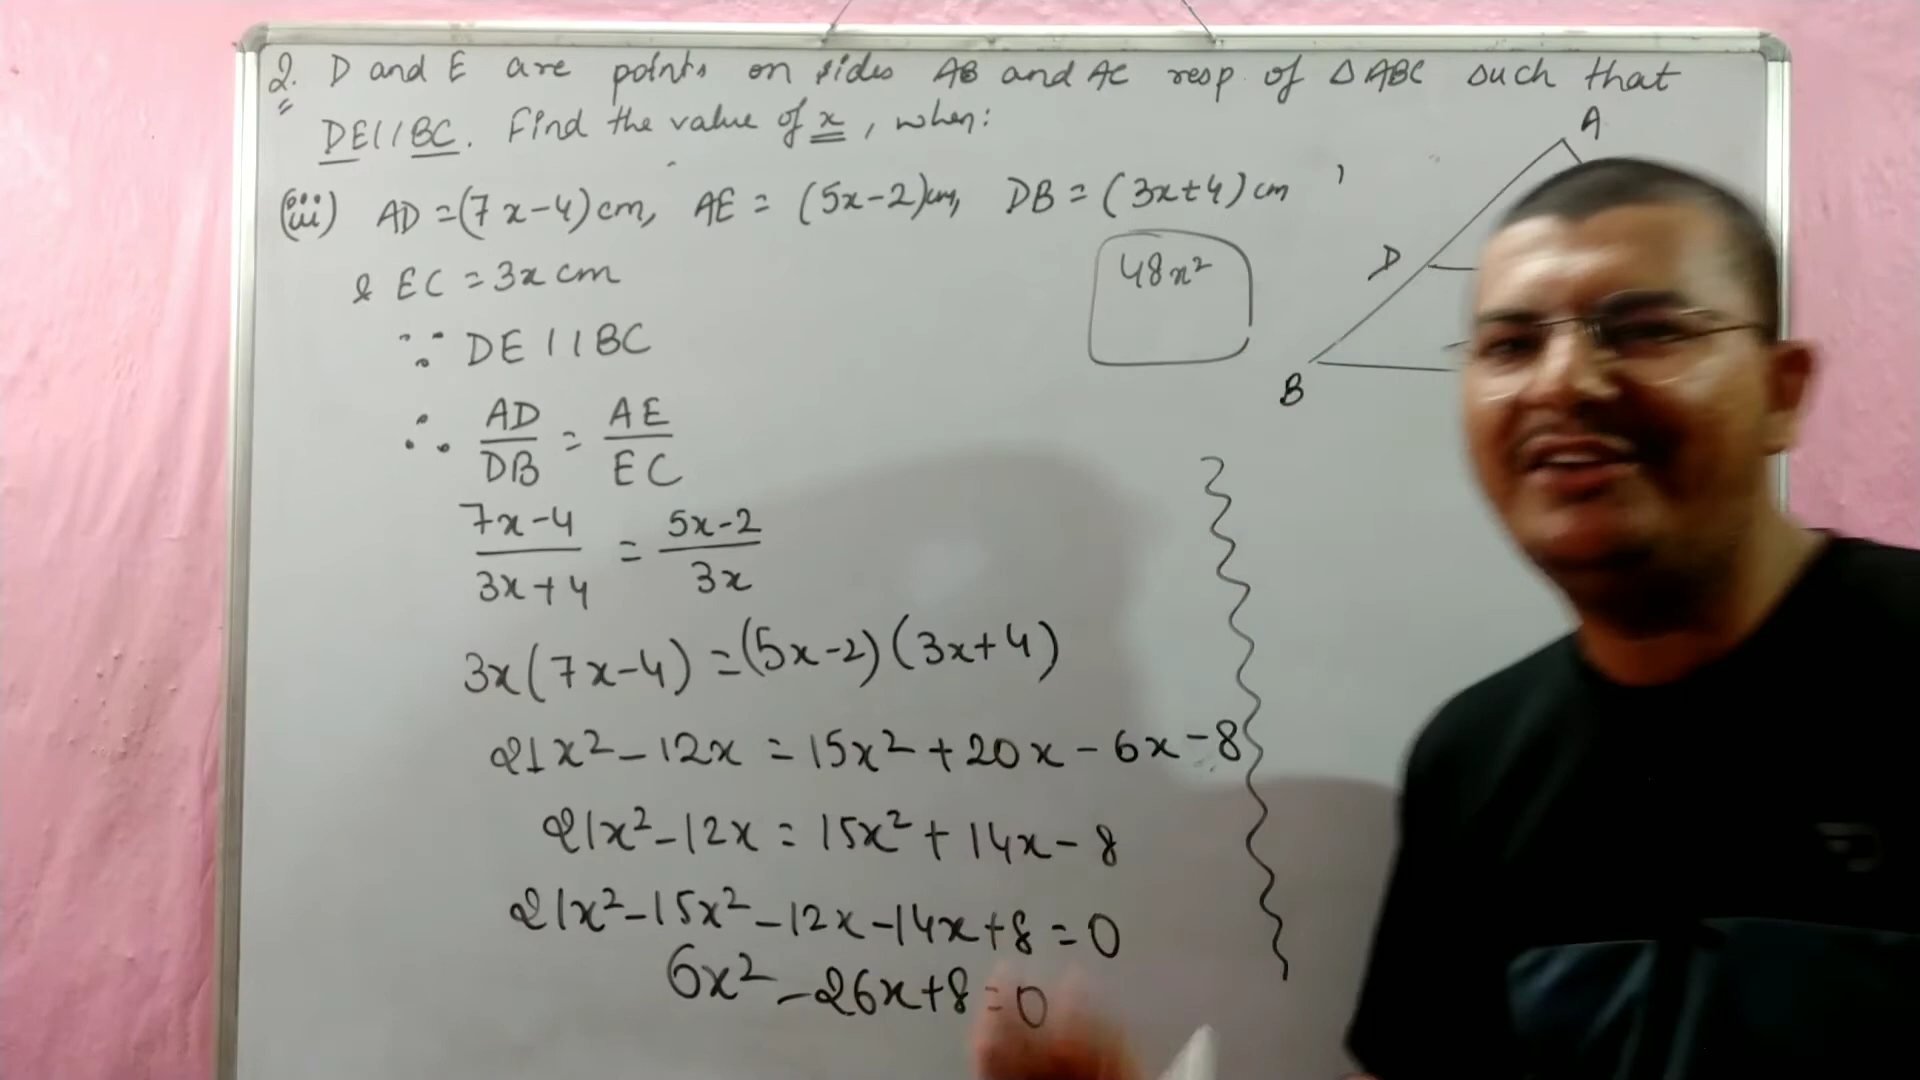 2. D and E are points on sides AB and AC resp. of △ABC such that
DE||BC. Find the value of x, when:
(iii) AD=(7x-4)cm, AE = (5x-2)cm, DB = (3x+4)cm
& EC = 3x cm
∵ DE||BC
∴ AD/DB = AE/EC
7x-4/3x+4 = 5x-2/3x
3x(7x-4) = (5x-2)(3x+4)
21x²-12x = 15x²+20x-6x-8
21x²-12x = 15x²+14x-8
21x²-15x²-12x-14x+8=0
6x²-26x+8=0
48x²
A
D
B